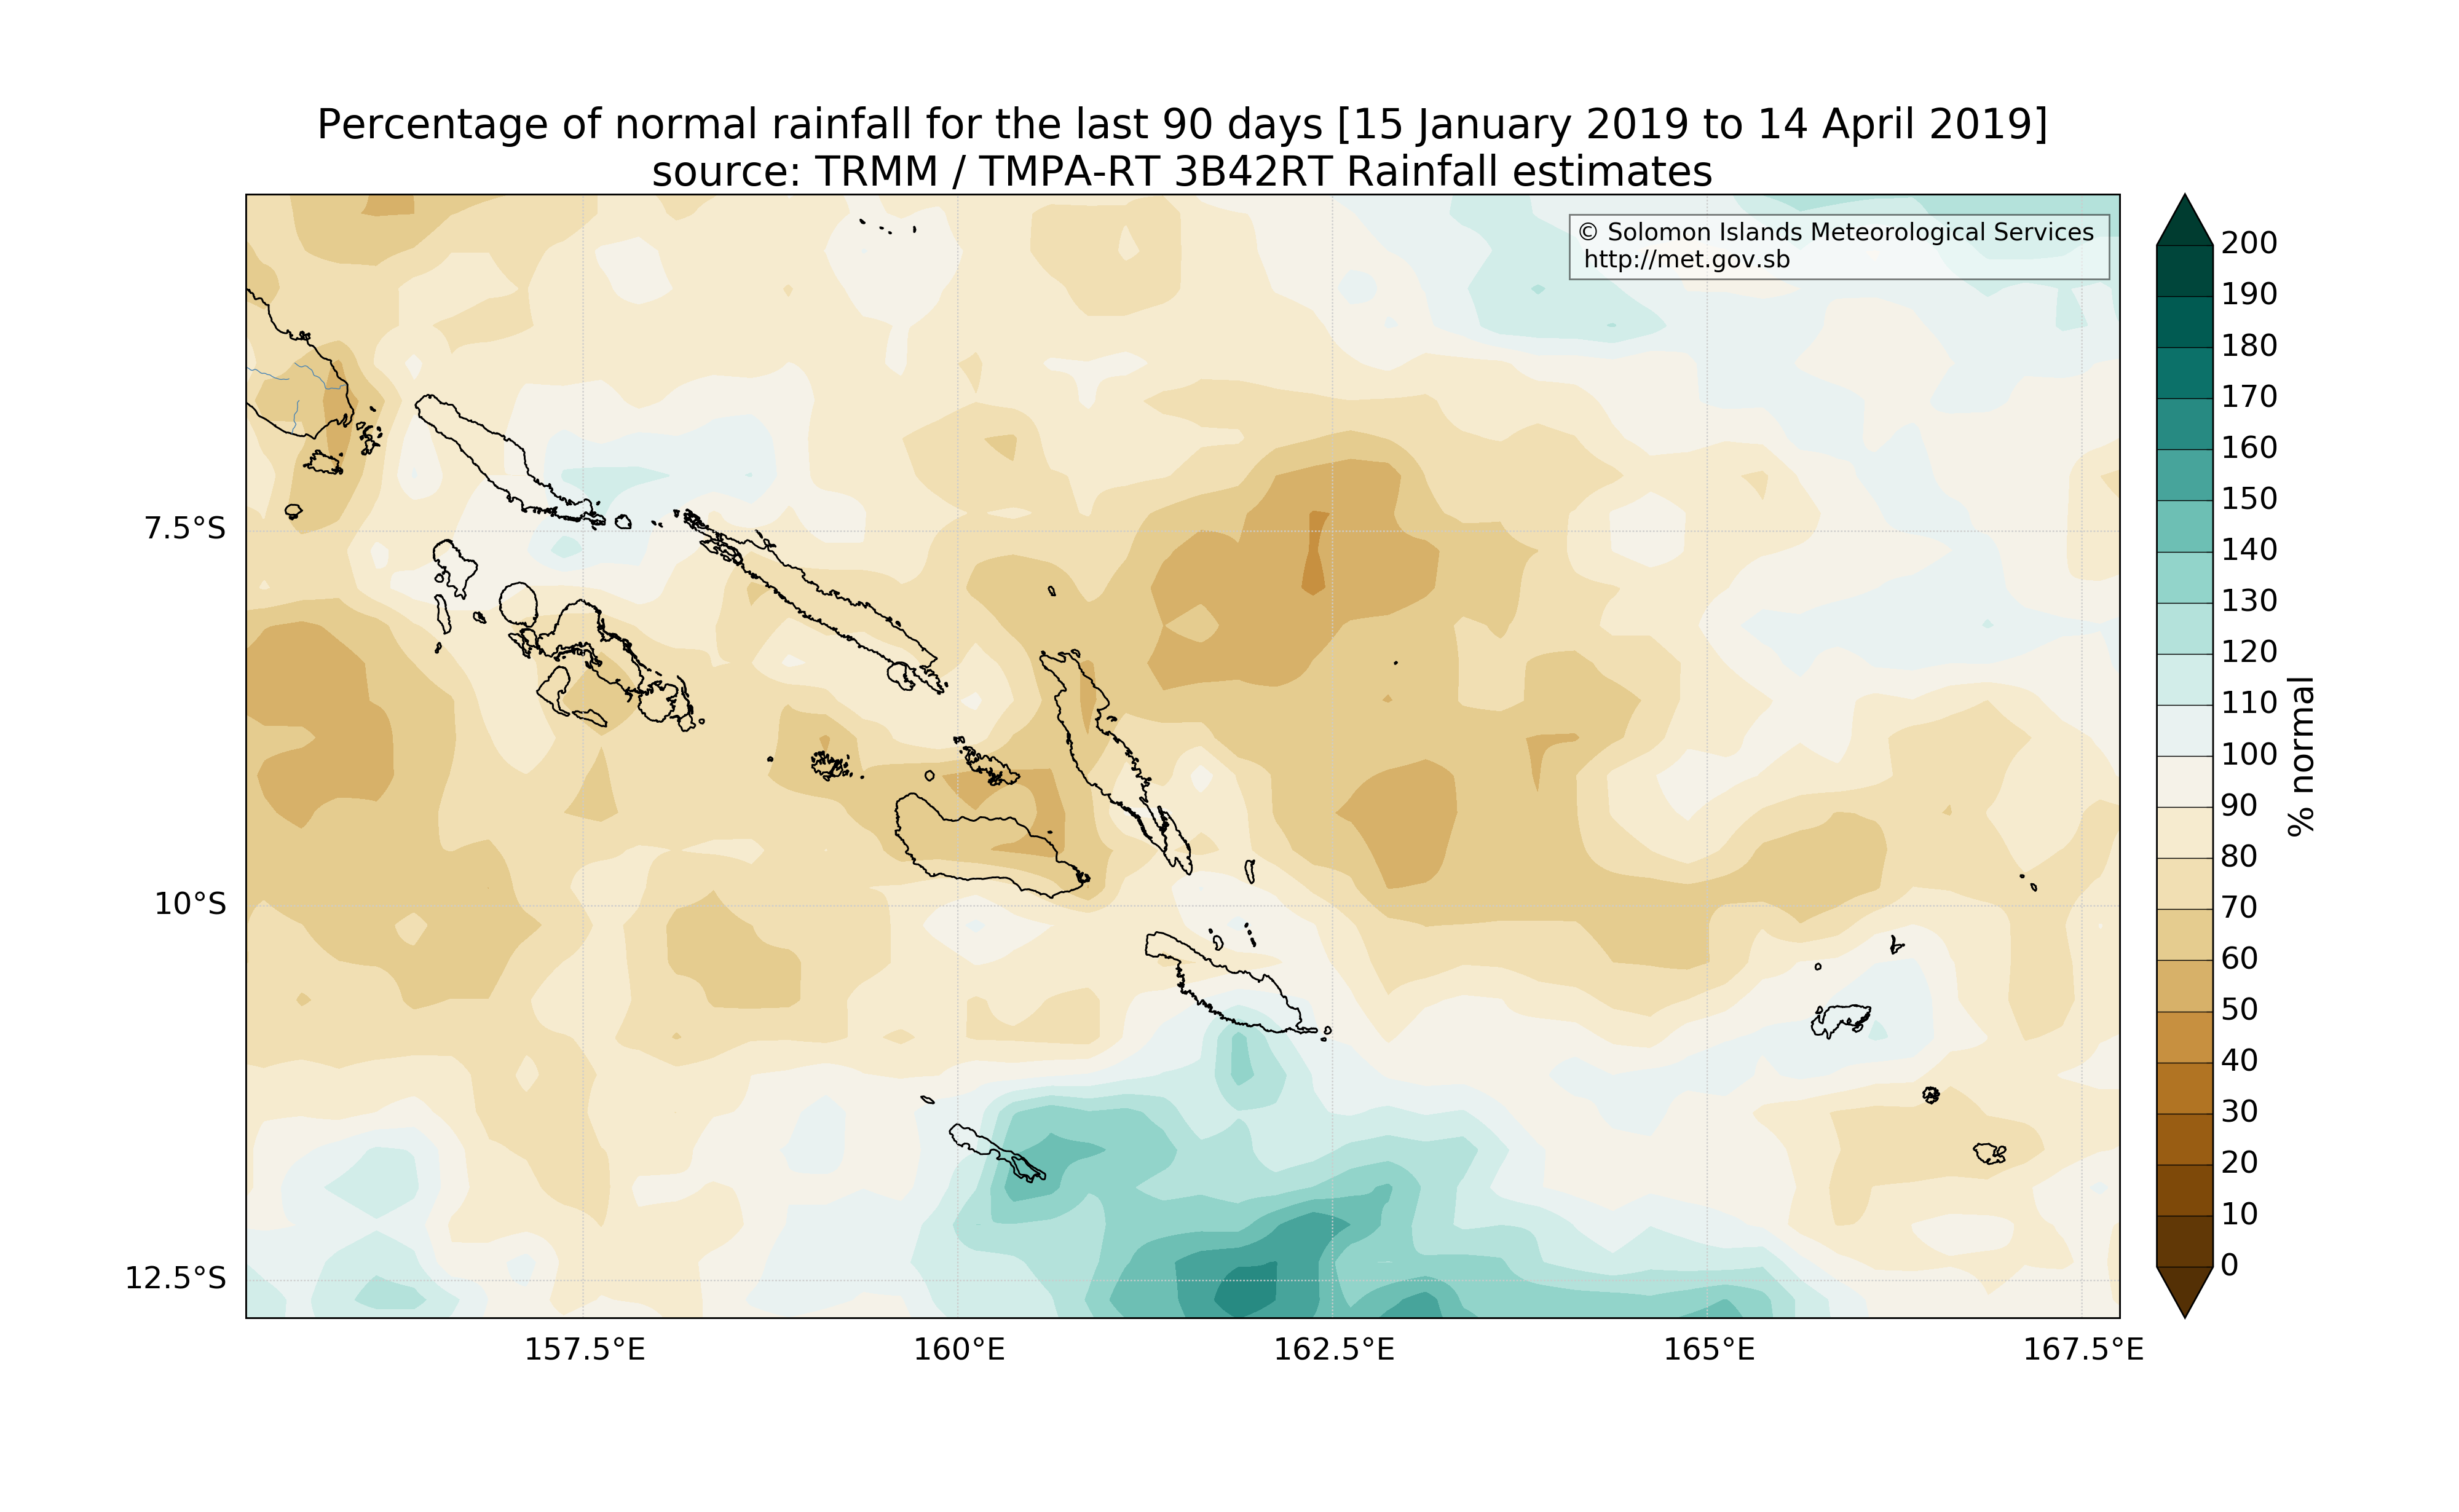 Percentage of normal rainfall for the last 90 days [15 January 2019 to 14 April 2019]
source: TRMM / TMPA-RT 3B42RT Rainfall estimates
© Solomon Islands Meteorological Services
http://met.gov.sb
7.5°S
10°S
12.5°S
157.5°E
160°E
162.5°E
165°E
167.5°E
200
190
180
170
160
150
140
130
120
110
100
90
80
70
60
50
40
30
20
10
0
% normal